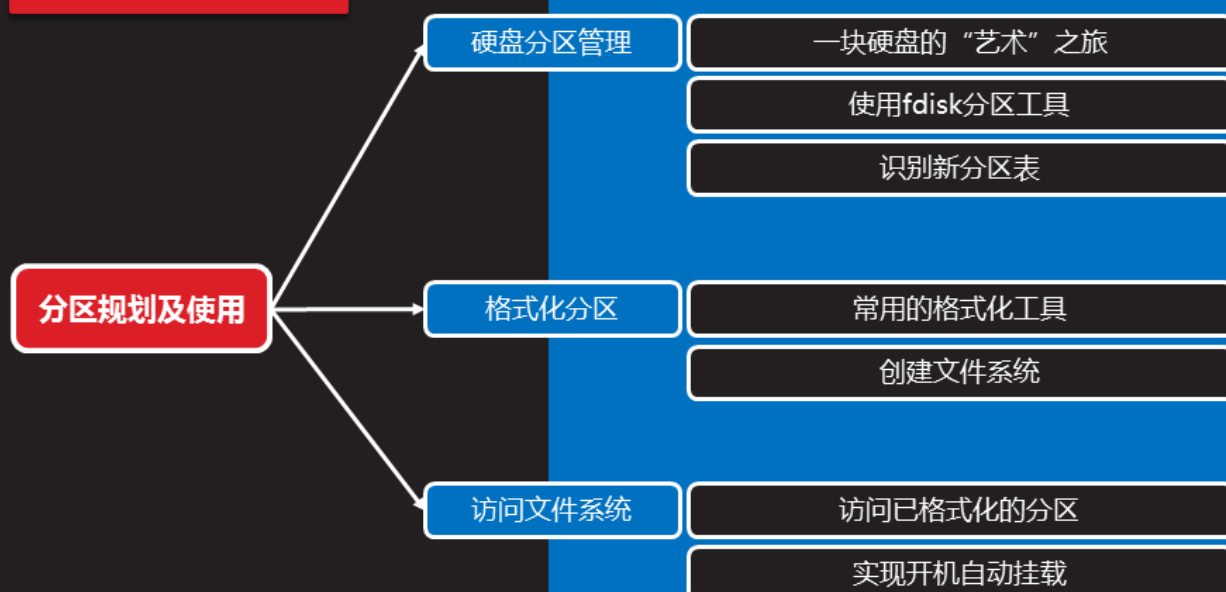 硬盘分区管理
一块硬盘的“艺术”之旅
使用fdisk分区工具
识别新分区表
分区规划及使用
格式化分区
常用的格式化工具
创建文件系统
访问文件系统
访问已格式化的分区
实现开机自动挂载